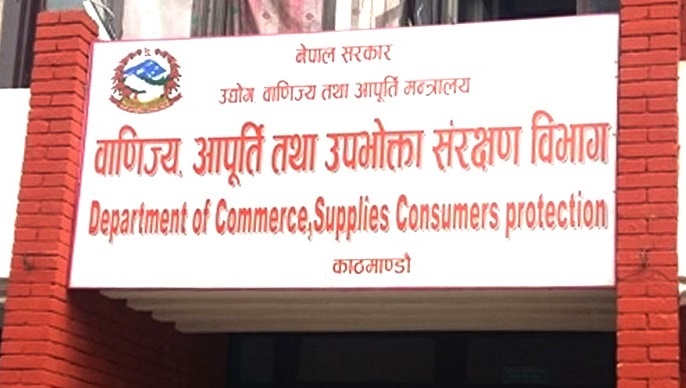 नेपाल सरकार
उद्योग वाणिज्य तथा आपूर्ति मन्त्रालय
वाणिज्य, आपूर्ति तथा उपभोक्ता संरक्षण विभाग
Department of Commerce,Supplies Consumers protection
काठमाण्डौ